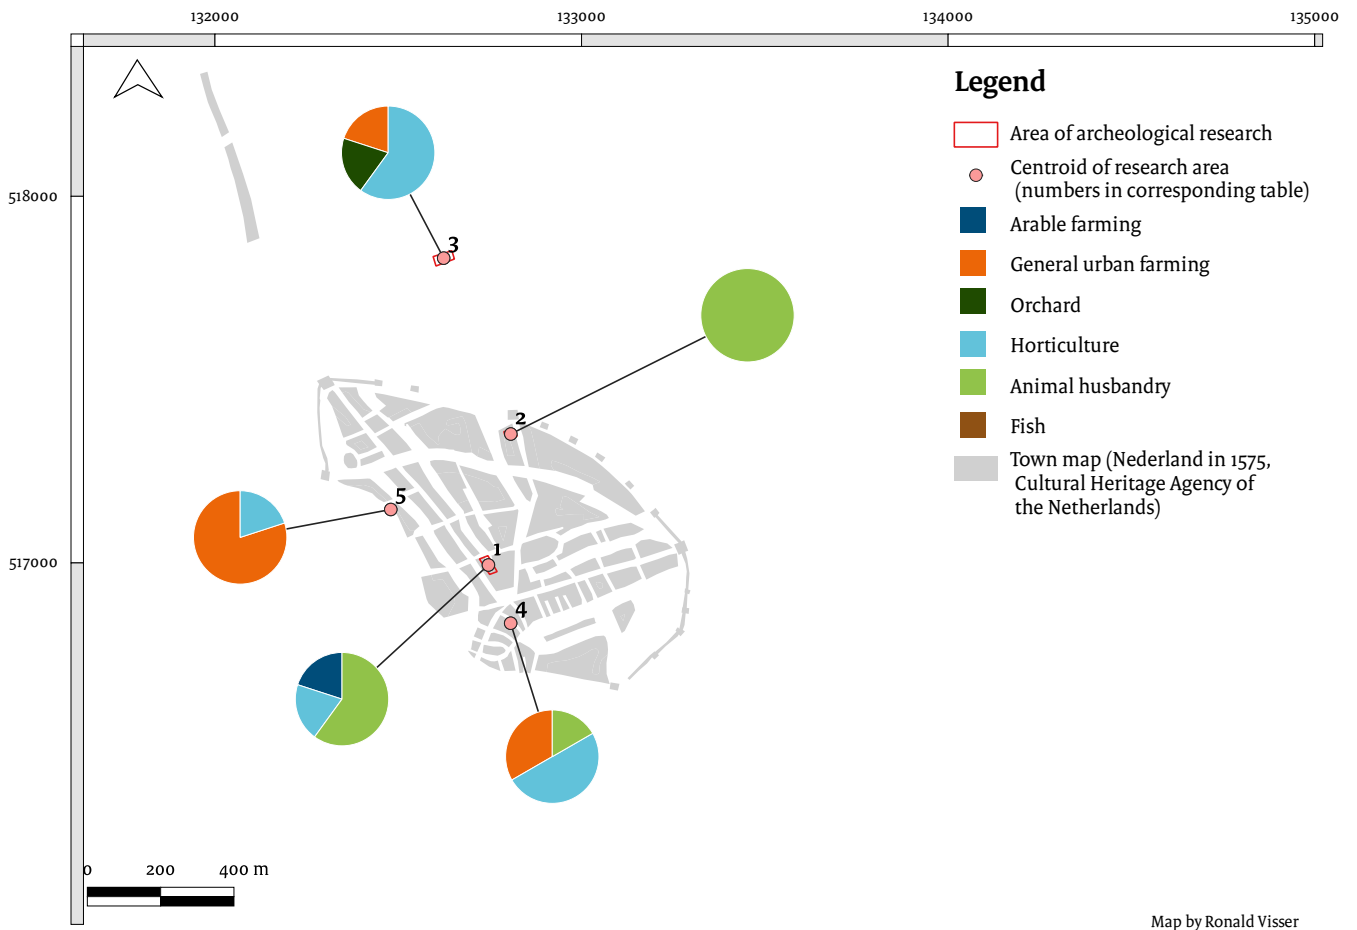 132000
133000
134000
135000
518000
517000
3
2
5
1
4
Legend
Area of archeological research
Centroid of research area
(numbers in corresponding table)
Arable farming
General urban farming
Orchard
Horticulture
Animal husbandry
Fish
Town map (Nederland in 1575,
Cultural Heritage Agency of
the Netherlands)
0 200 400 m
Map by Ronald Visser